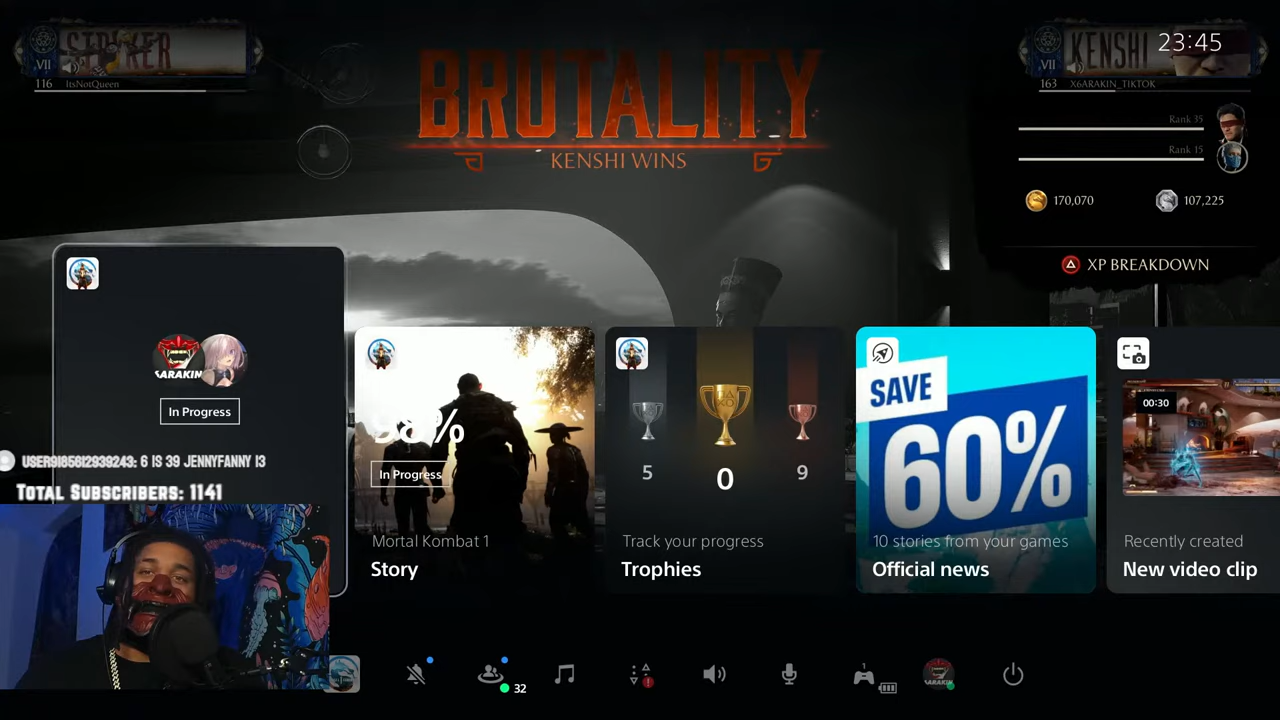 STRIKER
VII
116 ItsNotQueen
BRUTALITY
KENSHI WINS
KENSHI
23:45
VII
163 X6ARAKIN_TIKTOK
Rank 35
Rank 15
170,070
107,225
XP BREAKDOWN
In Progress
USER9185612939243: 6 IS 39 JENNYFANNY I3
TOTAL SUBSCRIBERS: 1141
98%
In Progress
Mortal Kombat 1
Story
5
0
9
Track your progress
Trophies
SAVE
60%
10 stories from your games
Official news
00:30
Recently created
New video clip
32
1